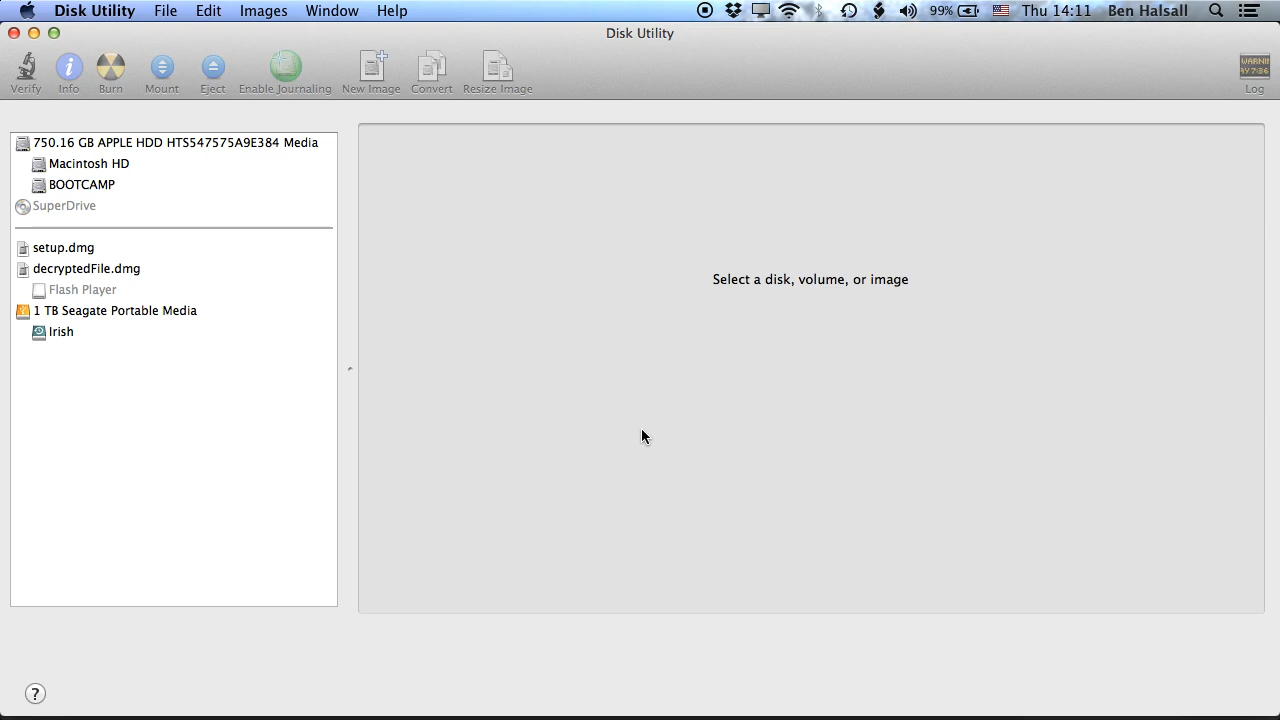 Disk Utility File Edit Images Window Help 99% Thu 14:11 Ben Halsall
Disk Utility
Verify Info Burn Mount Eject Enable Journaling New Image Convert Resize Image Log
750.16 GB APPLE HDD HTS547575A9E384 Media
Macintosh HD
BOOTCAMP
SuperDrive
setup.dmg
decryptedFile.dmg
Flash Player
1 TB Seagate Portable Media
Irish
Select a disk, volume, or image
?